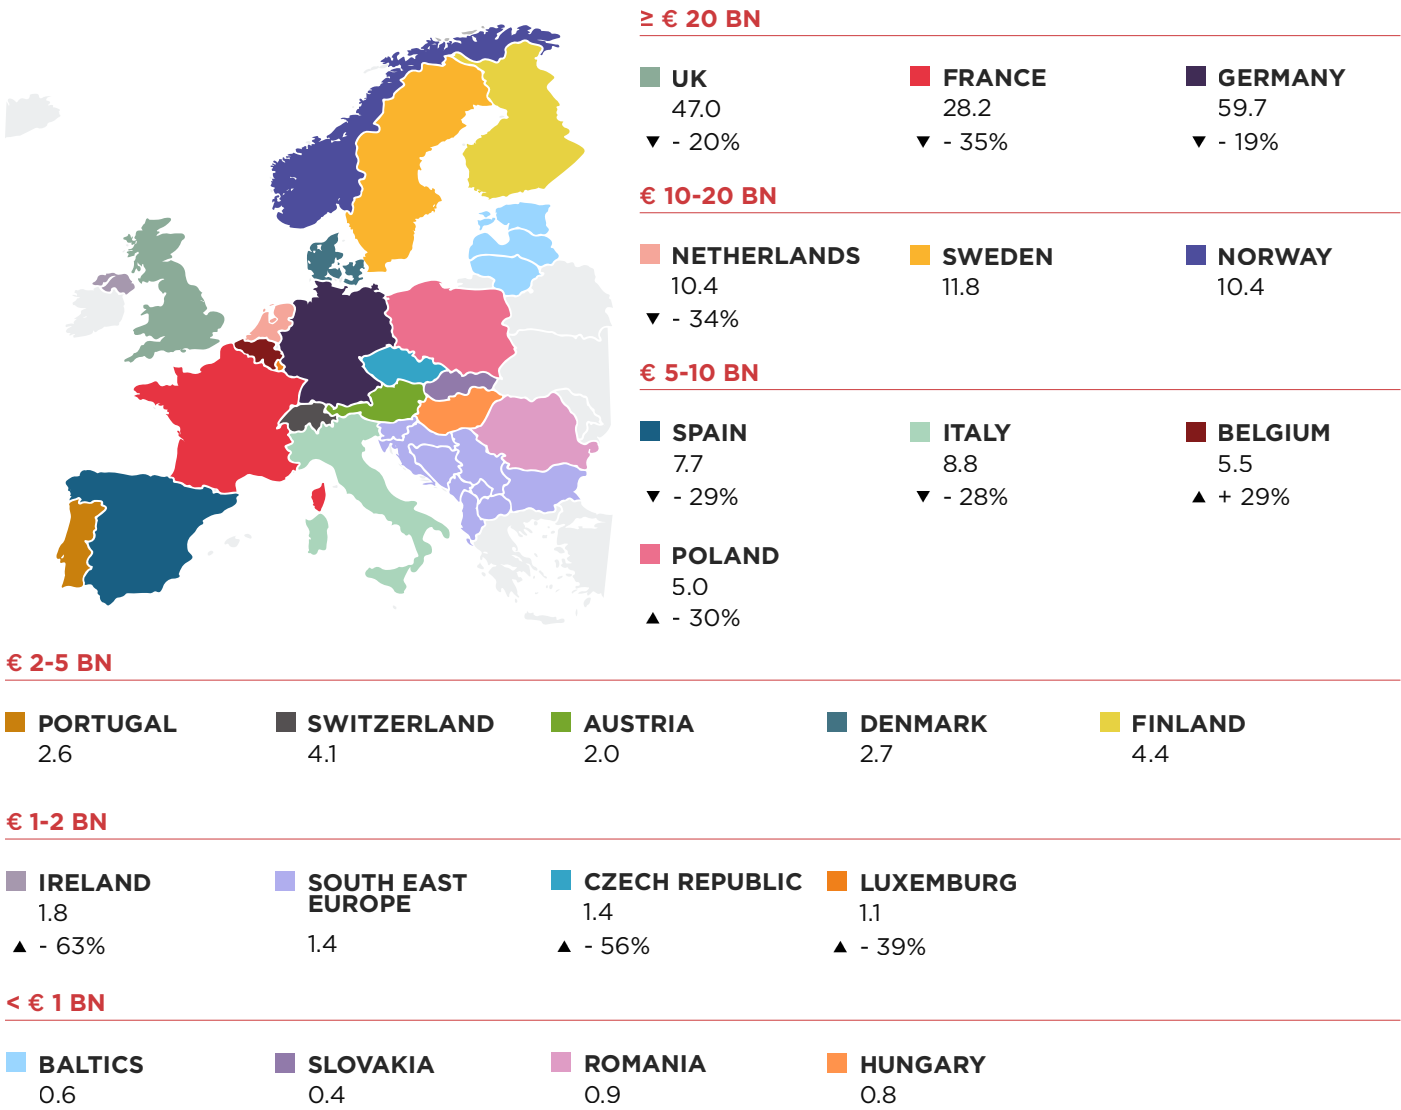 ≥ € 20 BN
UK
47.0
▼ - 20%
FRANCE
28.2
▼ - 35%
GERMANY
59.7
▼ - 19%
€ 10-20 BN
NETHERLANDS
10.4
▼ - 34%
SWEDEN
11.8
NORWAY
10.4
€ 5-10 BN
SPAIN
7.7
▼ - 29%
ITALY
8.8
▼ - 28%
BELGIUM
5.5
▲ + 29%
POLAND
5.0
▲ - 30%
€ 2-5 BN
PORTUGAL
2.6
SWITZERLAND
4.1
AUSTRIA
2.0
DENMARK
2.7
FINLAND
4.4
€ 1-2 BN
IRELAND
1.8
▲ - 63%
SOUTH EAST
EUROPE
1.4
CZECH REPUBLIC
1.4
▲ - 56%
LUXEMBURG
1.1
▲ - 39%
< € 1 BN
BALTICS
0.6
SLOVAKIA
0.4
ROMANIA
0.9
HUNGARY
0.8